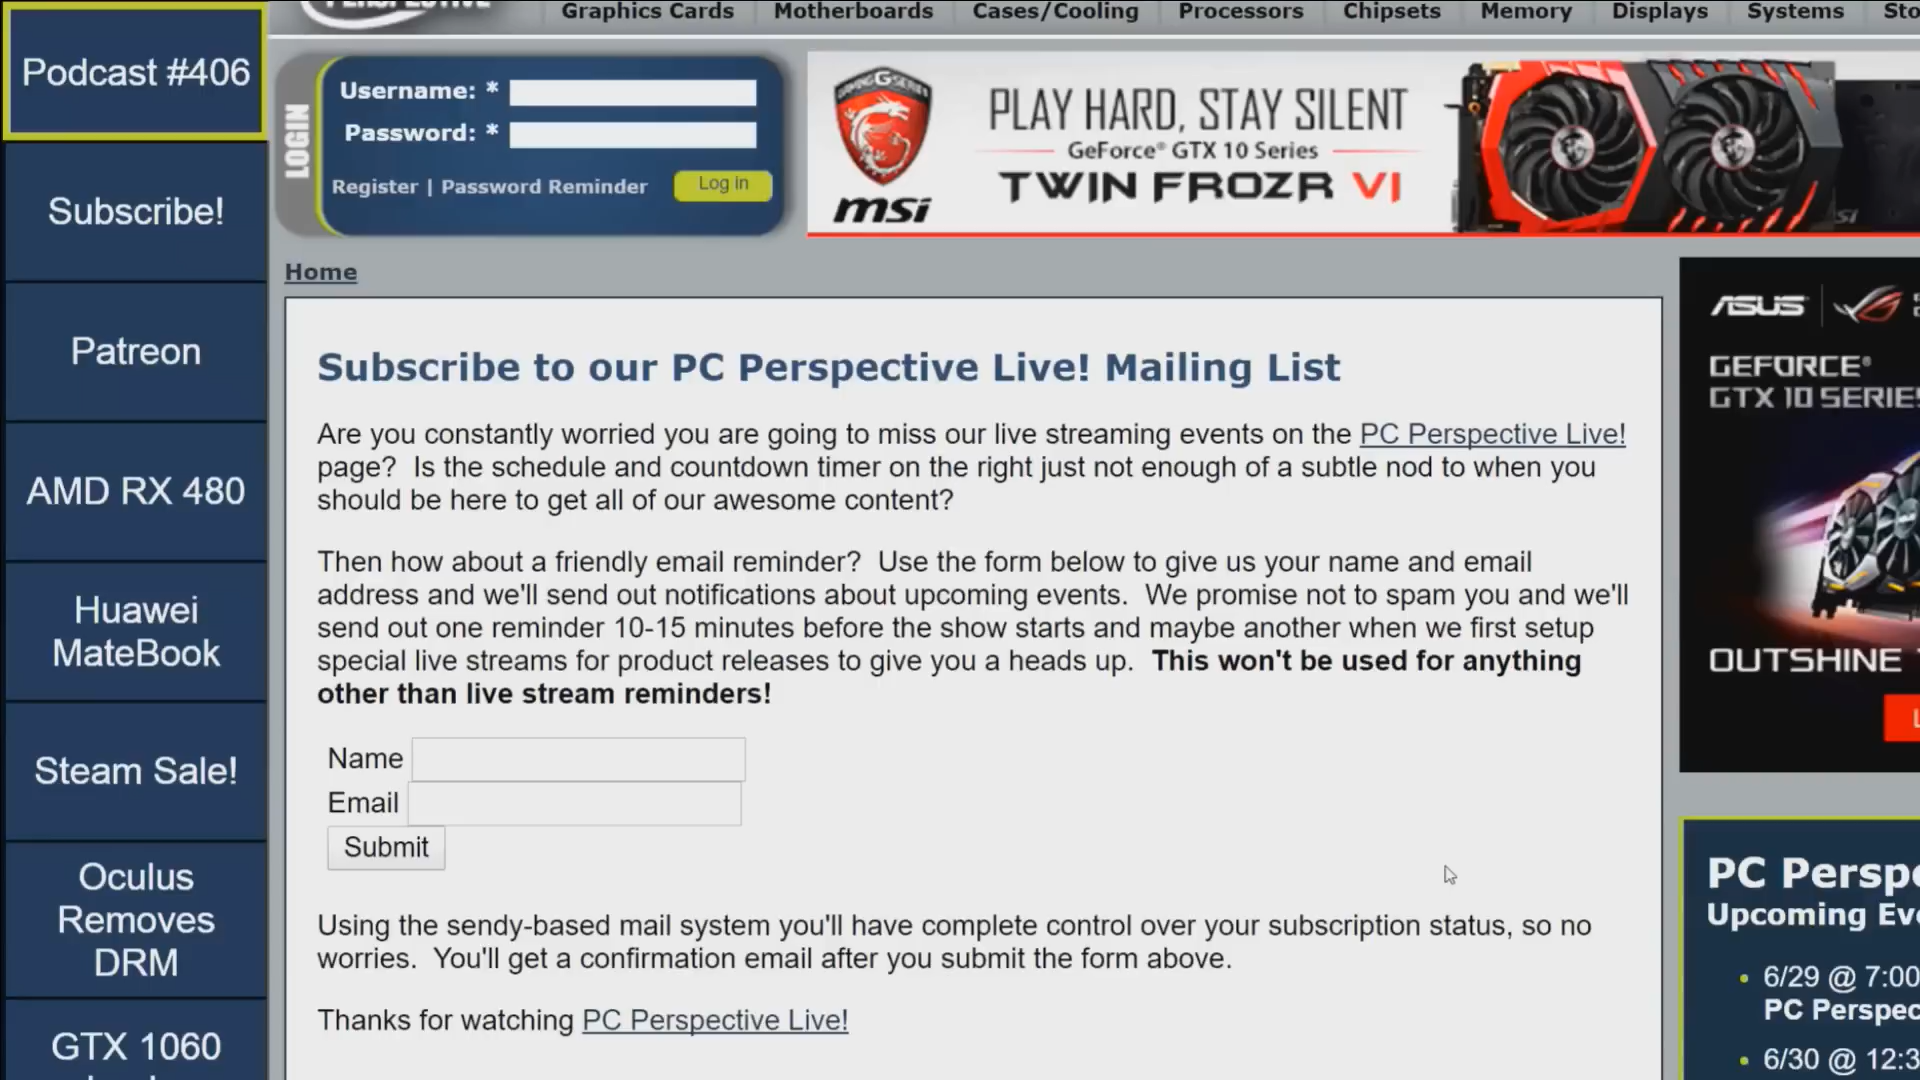 Podcast #406
Subscribe!
Patreon
AMD RX 480
Huawei
MateBook
Steam Sale!
Oculus
Removes
DRM
GTX 1060
Graphics Cards
Motherboards
Cases/Cooling
Processors
Chipsets
Memory
Displays
Systems
Sto
LOGIN
Username: *
Password: *
Register | Password Reminder
Log in
GAMING G SERIES
msi
PLAY HARD, STAY SILENT
GeForce® GTX 10 Series
TWIN FROZR VI
Home
Subscribe to our PC Perspective Live! Mailing List
Are you constantly worried you are going to miss our live streaming events on the PC Perspective Live!
page?  Is the schedule and countdown timer on the right just not enough of a subtle nod to when you
should be here to get all of our awesome content?
Then how about a friendly email reminder?  Use the form below to give us your name and email
address and we'll send out notifications about upcoming events.  We promise not to spam you and we'll
send out one reminder 10-15 minutes before the show starts and maybe another when we first setup
special live streams for product releases to give you a heads up.  This won't be used for anything
other than live stream reminders!
Name
Email
Submit
Using the sendy-based mail system you'll have complete control over your subscription status, so no
worries.  You'll get a confirmation email after you submit the form above.
Thanks for watching PC Perspective Live!
ASUS
GEFORCE®
GTX 10 SERIES
OUTSHINE
PC Perspe
Upcoming Eve
6/29 @ 7:00
PC Perspec
6/30 @ 12:3